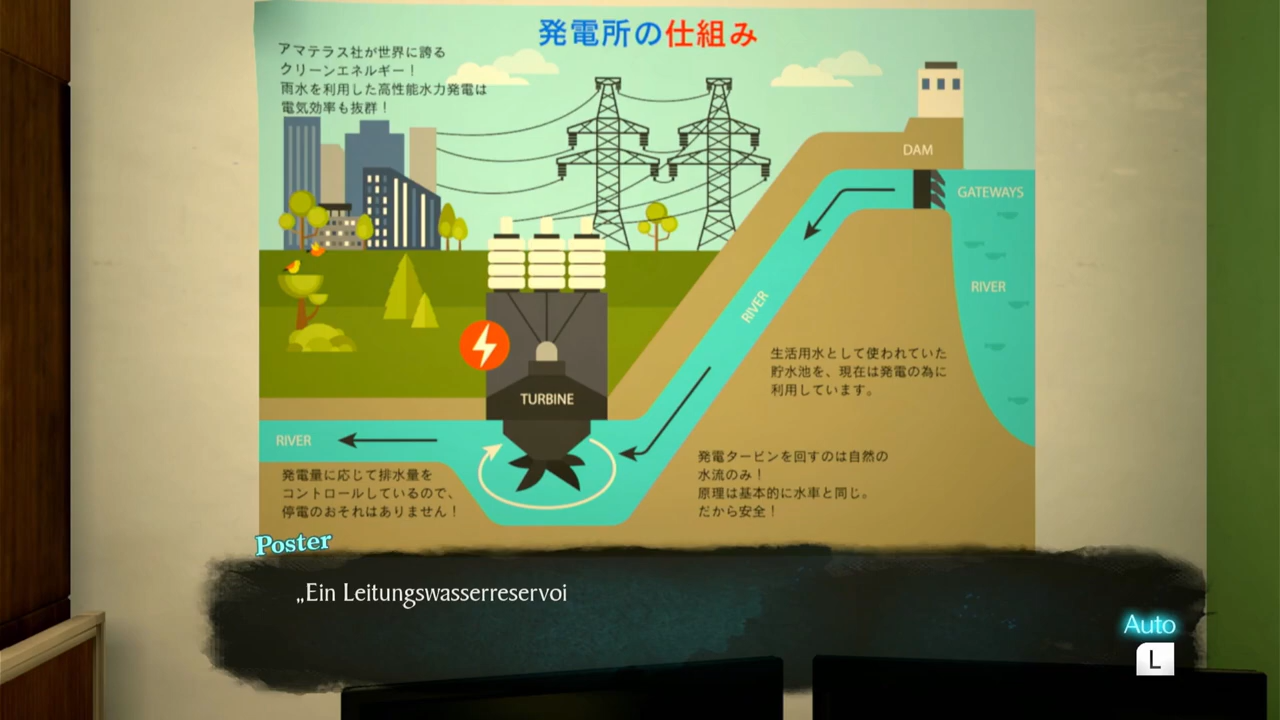 発電所の仕組み
アマテラス社が世界に誇る
クリーンエネルギー！
雨水を利用した高性能水力発電は
電気効率も抜群！
DAM
GATEWAYS
RIVER
RIVER
生活用水として使われていた
貯水池を、現在は発電の為に
利用しています。
TURBINE
RIVER
発電タービンを回すのは自然の
水流のみ！
原理は基本的に水車と同じ。
だから安全！
発電量に応じて排水量を
コントロールしているので、
停電のおそれはありません！
Poster
„Ein Leitungswasserreservoi
Auto
L